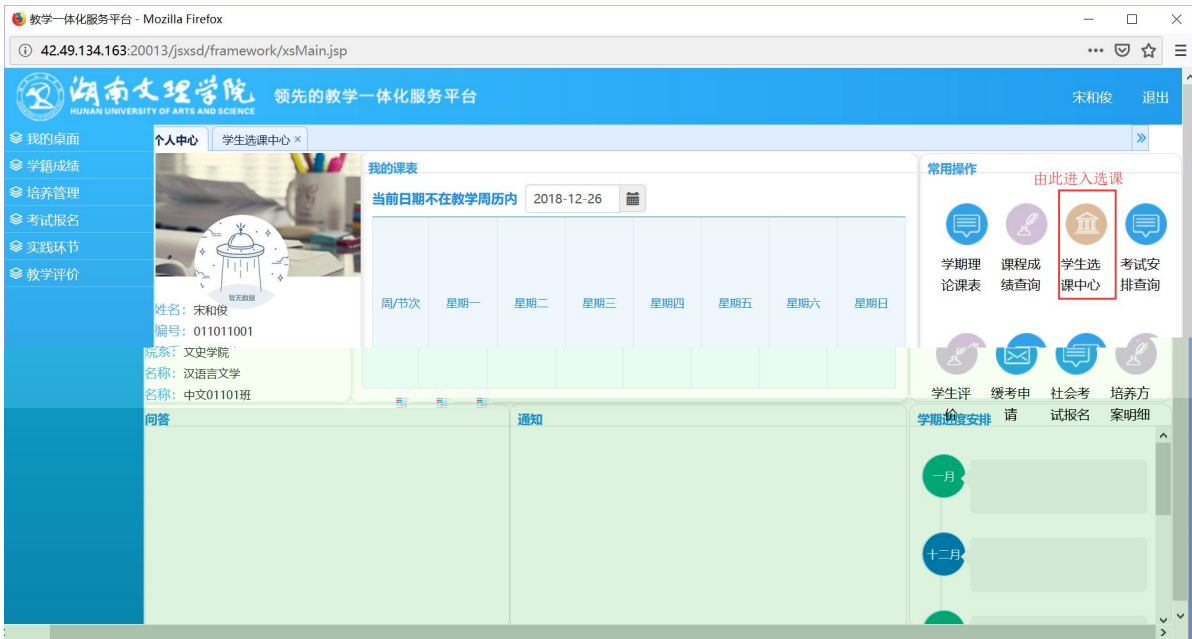 教学一体化服务平台 - Mozilla Firefox
42.49.134.163:20013/jsxsd/framework/xsMain.jsp
湖南文理学院
HUNAN UNIVERSITY OF ARTS AND SCIENCE
领先的教学一体化服务平台
宋和俊 退出
我的桌面
学籍成绩
培养管理
考试报名
实践环节
教学评价
个人中心 学生选课中心 ×
暂无数据
姓名：宋和俊
编号：011011001
院系：文史学院
名称：汉语言文学
名称：中文01101班
我的课表
当前日期不在教学周历内 2018-12-26
周/节次 星期一 星期二 星期三 星期四 星期五 星期六 星期日
常用操作
由此进入选课
学期理论课表
课程成绩查询
学生选课中心
考试安排查询
学生评价
缓考申请
社会考试报名
培养方案明细
问答
通知
学期进度安排
一月
十二月